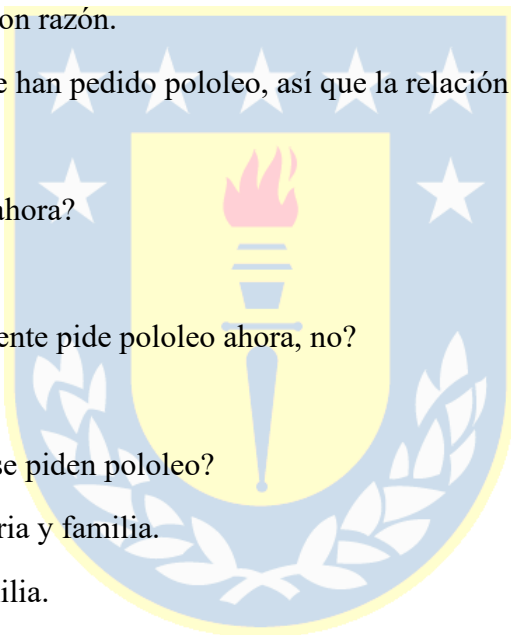 on razón.
e han pedido pololeo, así que la relación
ahora?
ente pide pololeo ahora, no?
se piden pololeo?
ria y familia.
ilia.